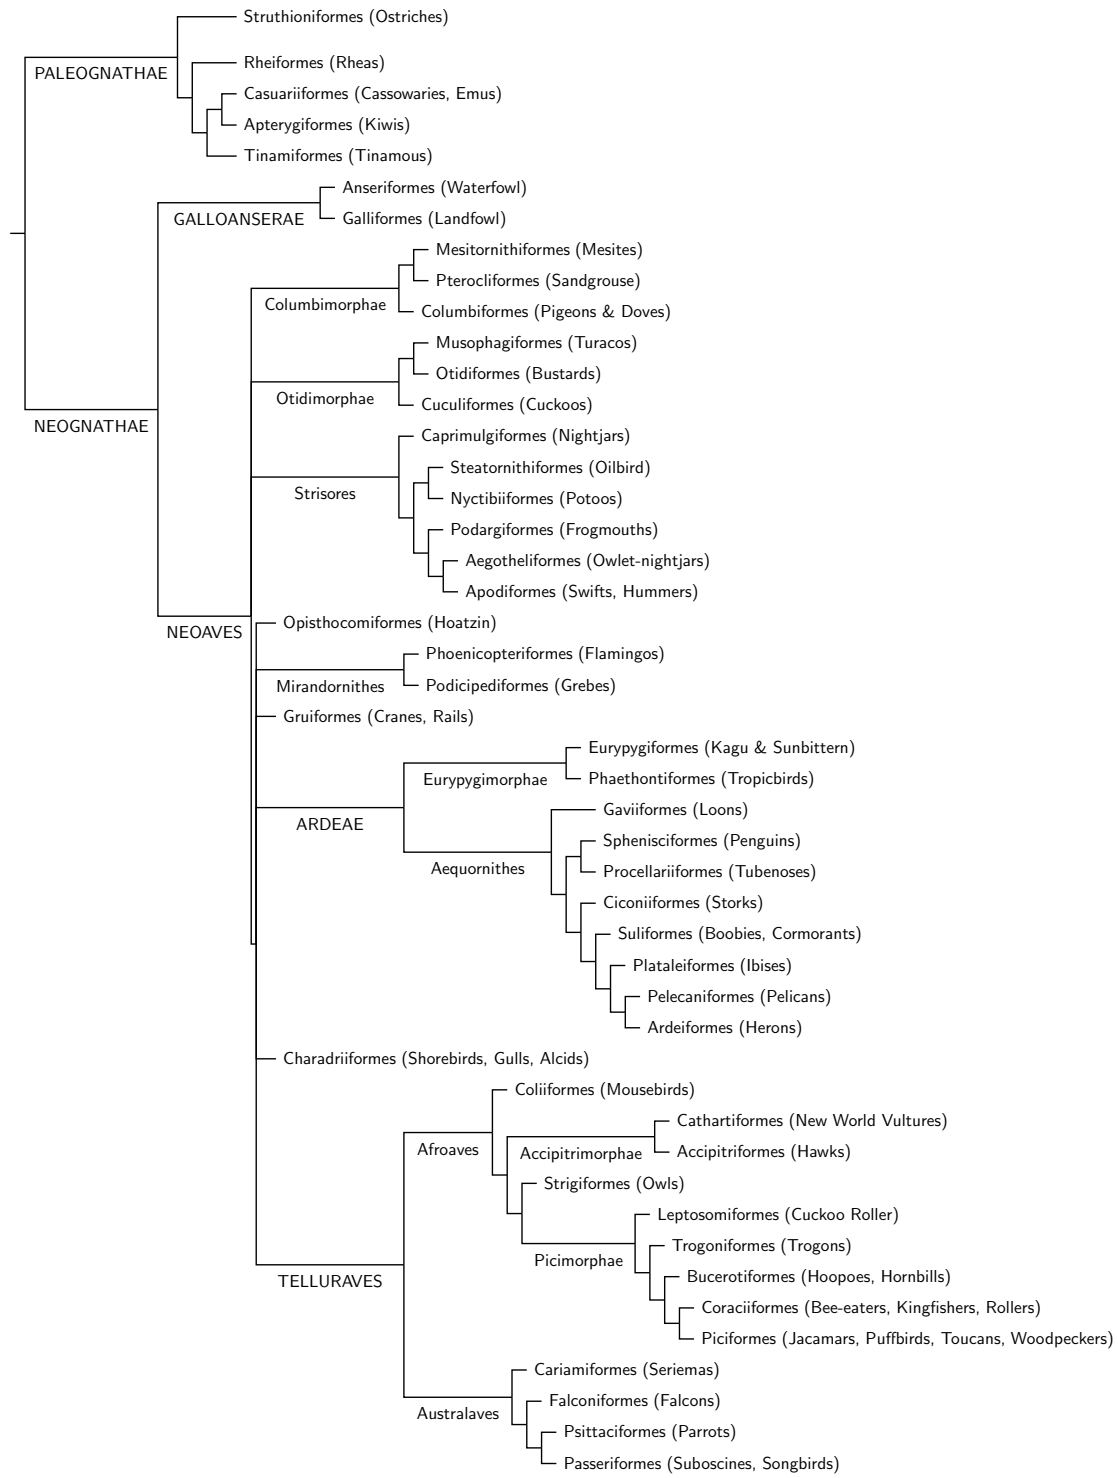 Struthioniformes (Ostriches)
PALEOGNATHAE
Rheiformes (Rheas)
Casuariiformes (Cassowaries, Emus)
Apterygiformes (Kiwis)
Tinamiformes (Tinamous)
Anseriformes (Waterfowl)
GALLOANSERAE
Galliformes (Landfowl)
Mesitornithiformes (Mesites)
Pterocliformes (Sandgrouse)
Columbimorphae
Columbiformes (Pigeons & Doves)
Musophagiformes (Turacos)
Otidiformes (Bustards)
Otidimorphae
Cuculiformes (Cuckoos)
NEOGNATHAE
Caprimulgiformes (Nightjars)
Steatornithiformes (Oilbird)
Strisores
Nyctibiiformes (Potoos)
Podargiformes (Frogmouths)
Aegotheliformes (Owlet-nightjars)
Apodiformes (Swifts, Hummers)
Opisthocomiformes (Hoatzin)
NEOAVES
Phoenicopteriformes (Flamingos)
Mirandornithes
Podicipediformes (Grebes)
Gruiformes (Cranes, Rails)
Eurypygiformes (Kagu & Sunbittern)
Eurypygimorphae
Phaethontiformes (Tropicbirds)
Gaviiformes (Loons)
ARDEAE
Sphenisciformes (Penguins)
Aequornithes
Procellariiformes (Tubenoses)
Ciconiiformes (Storks)
Suliformes (Boobies, Cormorants)
Plataleiformes (Ibises)
Pelecaniformes (Pelicans)
Ardeiformes (Herons)
Charadriiformes (Shorebirds, Gulls, Alcids)
Coliiformes (Mousebirds)
Cathartiformes (New World Vultures)
Afroaves
Accipitrimorphae
Accipitriformes (Hawks)
Strigiformes (Owls)
Leptosomiformes (Cuckoo Roller)
Trogoniformes (Trogons)
Picimorphae
Bucerotiformes (Hoopoes, Hornbills)
TELLURAVES
Coraciiformes (Bee-eaters, Kingfishers, Rollers)
Piciformes (Jacamars, Puffbirds, Toucans, Woodpeckers)
Cariamiformes (Seriemas)
Falconiformes (Falcons)
Australaves
Psittaciformes (Parrots)
Passeriformes (Suboscines, Songbirds)